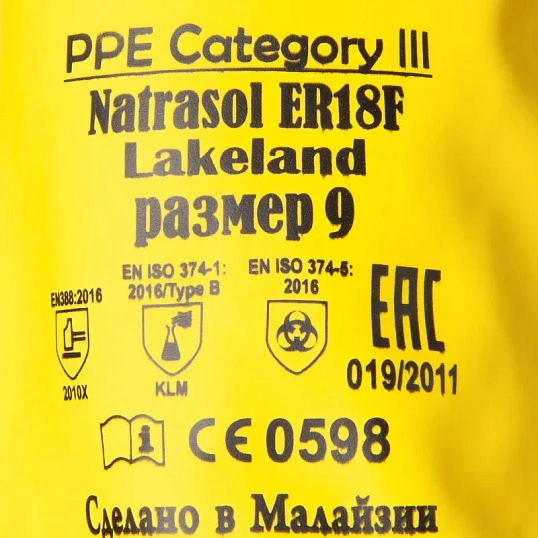 PPE Category III
Natrasol ER18F
Lakeland
размер 9
EN388:2016
2010X
EN ISO 374-1:
2016/Type B
KLM
EN ISO 374-5:
2016
EAC
019/2011
i
CE 0598
Сделано в Малайзии